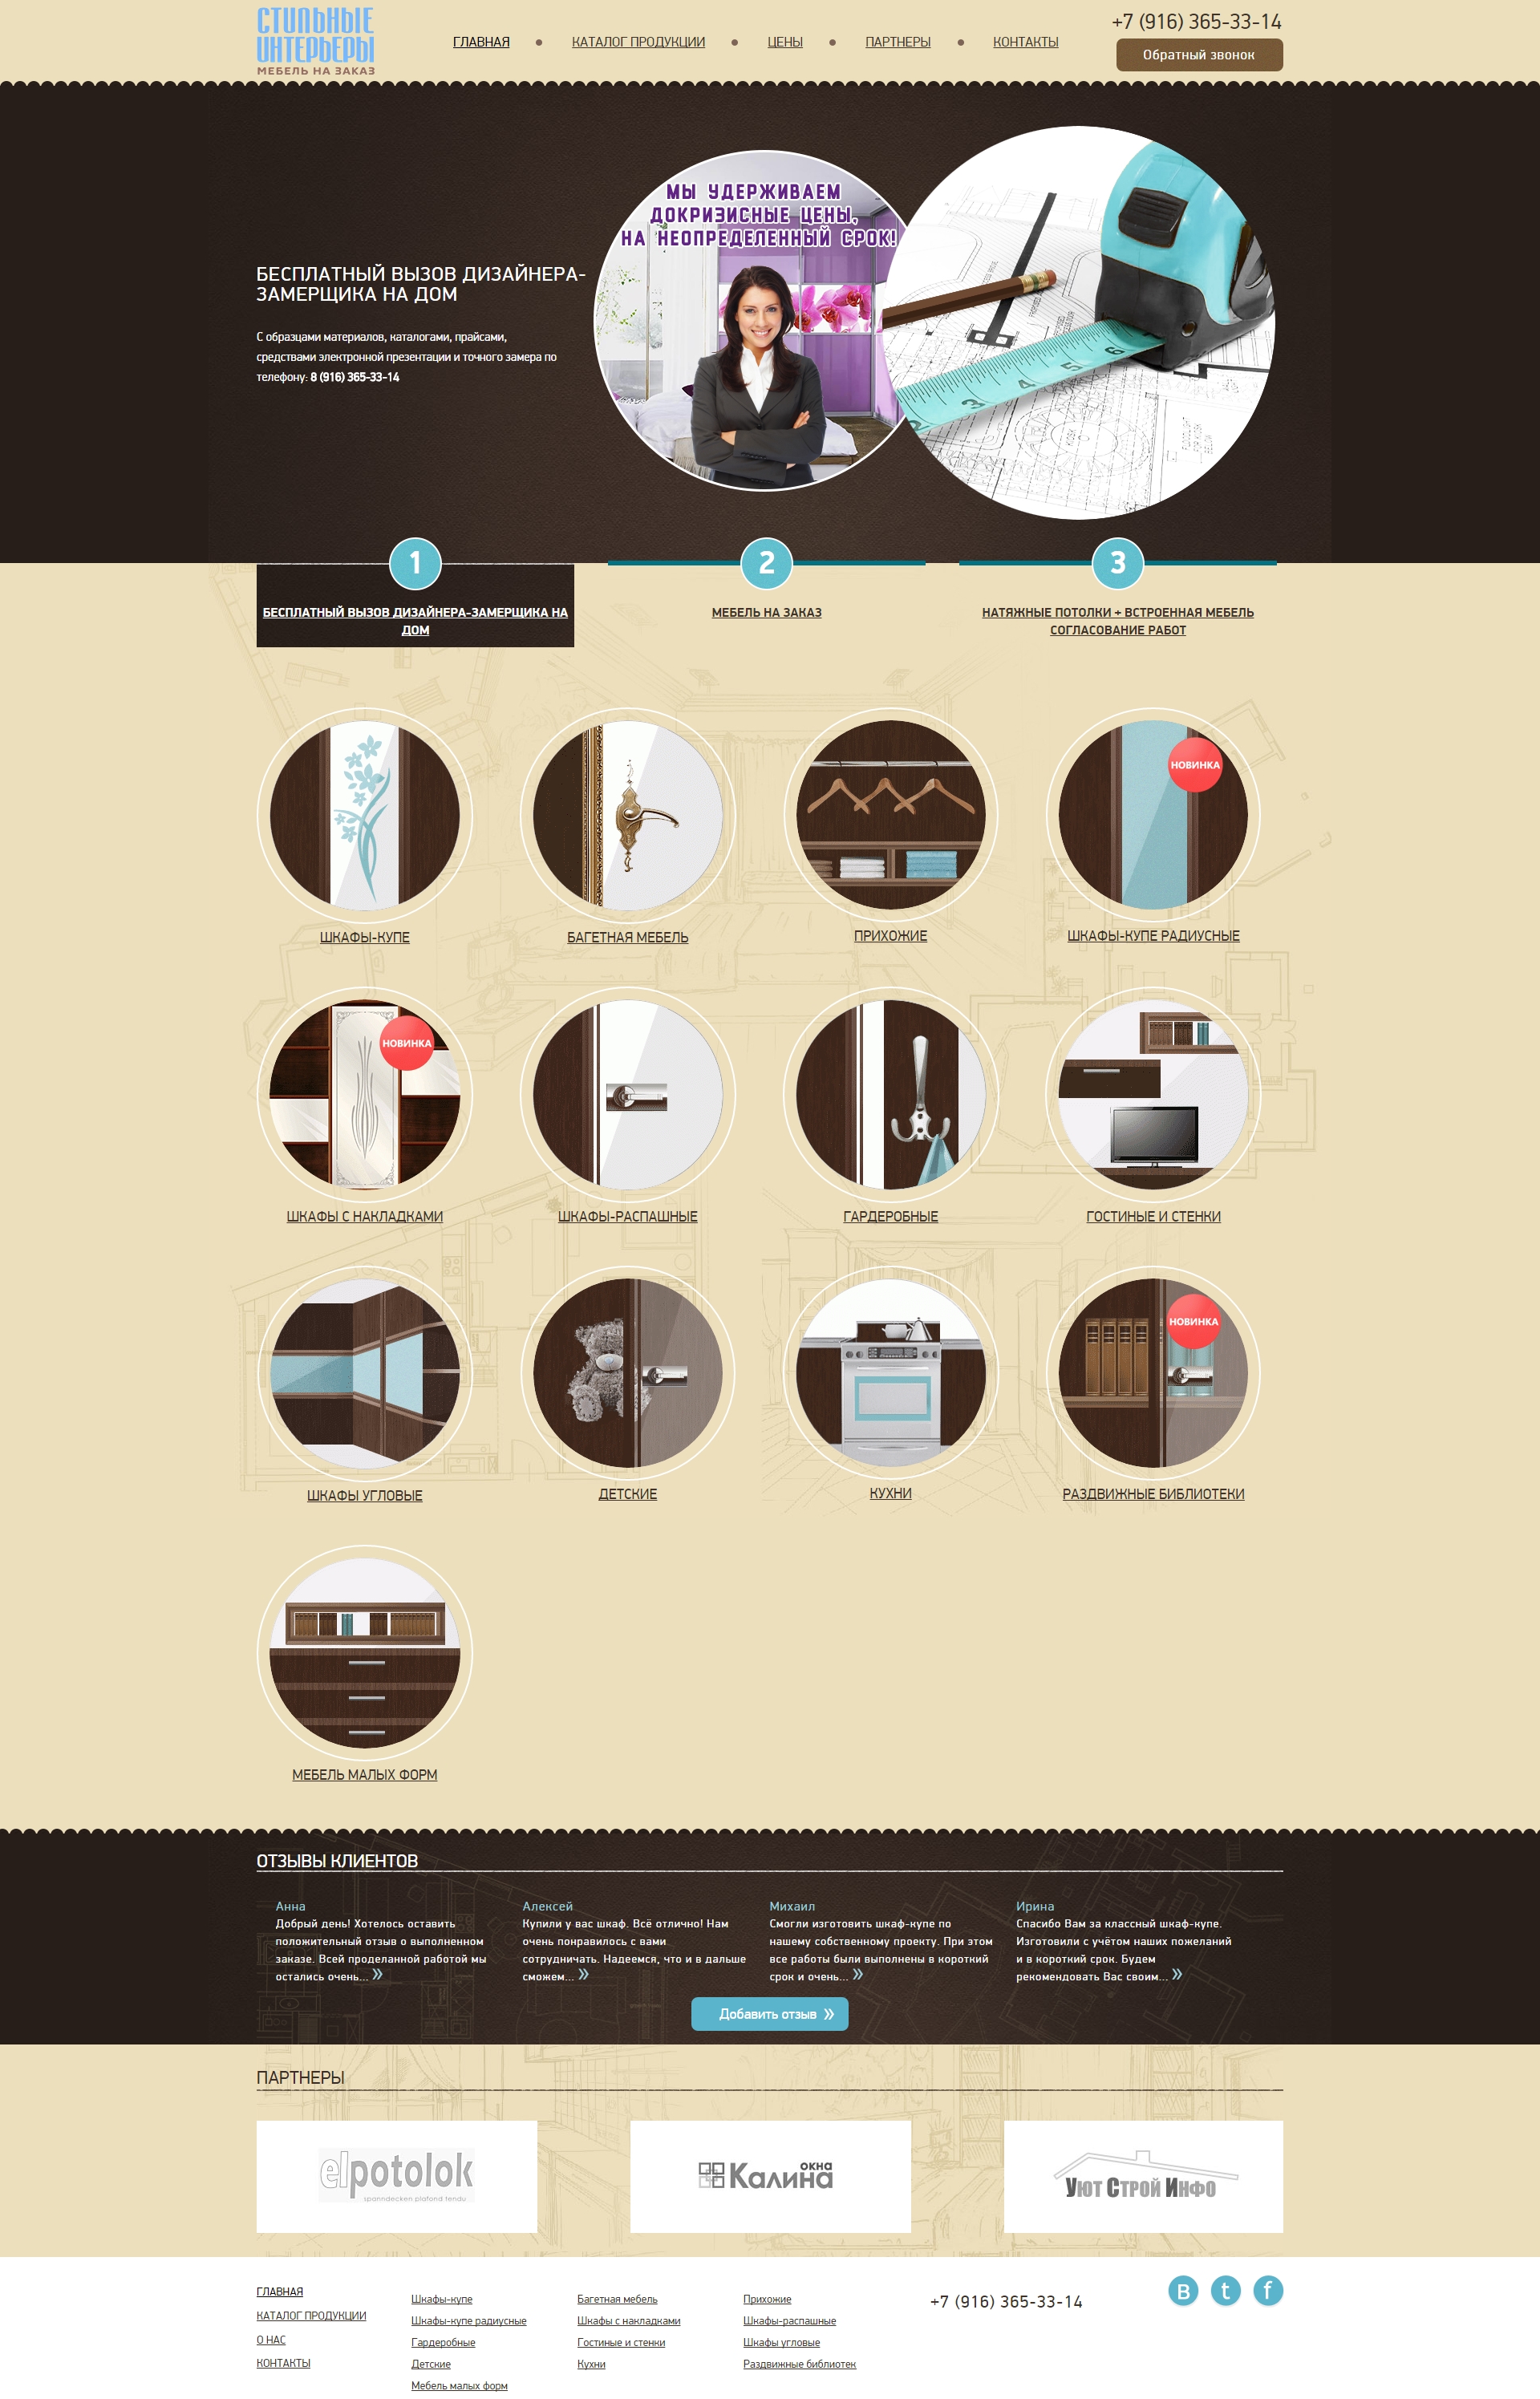 СТИЛЬНЫЕ
ИНТЕРЬЕРЫ
МЕБЕЛЬ НА ЗАКАЗ
ГЛАВНАЯ
КАТАЛОГ ПРОДУКЦИИ
ЦЕНЫ
ПАРТНЕРЫ
КОНТАКТЫ
+7 (916) 365-33-14
Обратный звонок
МЫ УДЕРЖИВАЕМ
ДОКРИЗИСНЫЕ ЦЕНЫ,
НА НЕОПРЕДЕЛЕННЫЙ СРОК!
БЕСПЛАТНЫЙ ВЫЗОВ ДИЗАЙНЕРА-
ЗАМЕРЩИКА НА ДОМ
С образцами материалов, каталогами, прайсами,
средствами электронной презентации и точного замера по
телефону: 8 (916) 365-33-14
2 3 4 5 6
1
БЕСПЛАТНЫЙ ВЫЗОВ ДИЗАЙНЕРА-ЗАМЕРЩИКА НА
ДОМ
2
МЕБЕЛЬ НА ЗАКАЗ
3
НАТЯЖНЫЕ ПОТОЛКИ + ВСТРОЕННАЯ МЕБЕЛЬ
СОГЛАСОВАНИЕ РАБОТ
ШКАФЫ-КУПЕ
БАГЕТНАЯ МЕБЕЛЬ
ПРИХОЖИЕ
НОВИНКА
ШКАФЫ-КУПЕ РАДИУСНЫЕ
НОВИНКА
ШКАФЫ С НАКЛАДКАМИ
ШКАФЫ-РАСПАШНЫЕ
ГАРДЕРОБНЫЕ
ГОСТИНЫЕ И СТЕНКИ
ШКАФЫ УГЛОВЫЕ
ДЕТСКИЕ
КУХНИ
НОВИНКА
РАЗДВИЖНЫЕ БИБЛИОТЕКИ
МЕБЕЛЬ МАЛЫХ ФОРМ
ОТЗЫВЫ КЛИЕНТОВ
Анна
Добрый день! Хотелось оставить
положительный отзыв о выполненном
заказе. Всей проделанной работой мы
остались очень... »
Алексей
Купили у вас шкаф. Всё отлично! Нам
очень понравилось с вами
сотрудничать. Надеемся, что и в дальше
сможем... »
Михаил
Смогли изготовить шкаф-купе по
нашему собственному проекту. При этом
все работы были выполнены в короткий
срок и очень... »
Ирина
Спасибо Вам за классный шкаф-купе.
Изготовили с учётом наших пожеланий
и в короткий срок. Будем
рекомендовать Вас своим... »
Добавить отзыв »
ПАРТНЕРЫ
elpotolok
spanndecken plafond tendu
окна
Калина
Уют Строй Инфо
ГЛАВНАЯ
КАТАЛОГ ПРОДУКЦИИ
О НАС
КОНТАКТЫ
Шкафы-купе
Шкафы-купе радиусные
Гардеробные
Детские
Мебель малых форм
Багетная мебель
Шкафы с накладками
Гостиные и стенки
Кухни
Прихожие
Шкафы-распашные
Шкафы угловые
Раздвижные библиотек
+7 (916) 365-33-14
В
t
f